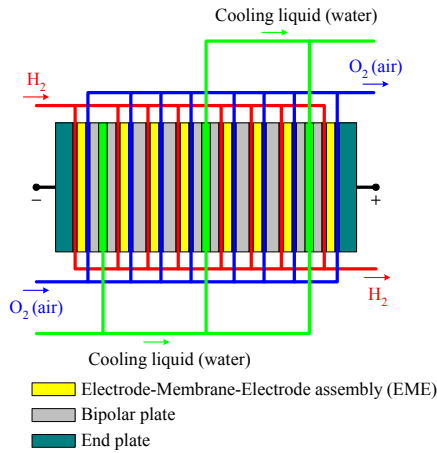 Cooling liquid (water)
O2 (air)
H2
−
+
O2 (air)
H2
Cooling liquid (water)
Electrode-Membrane-Electrode assembly (EME)
Bipolar plate
End plate